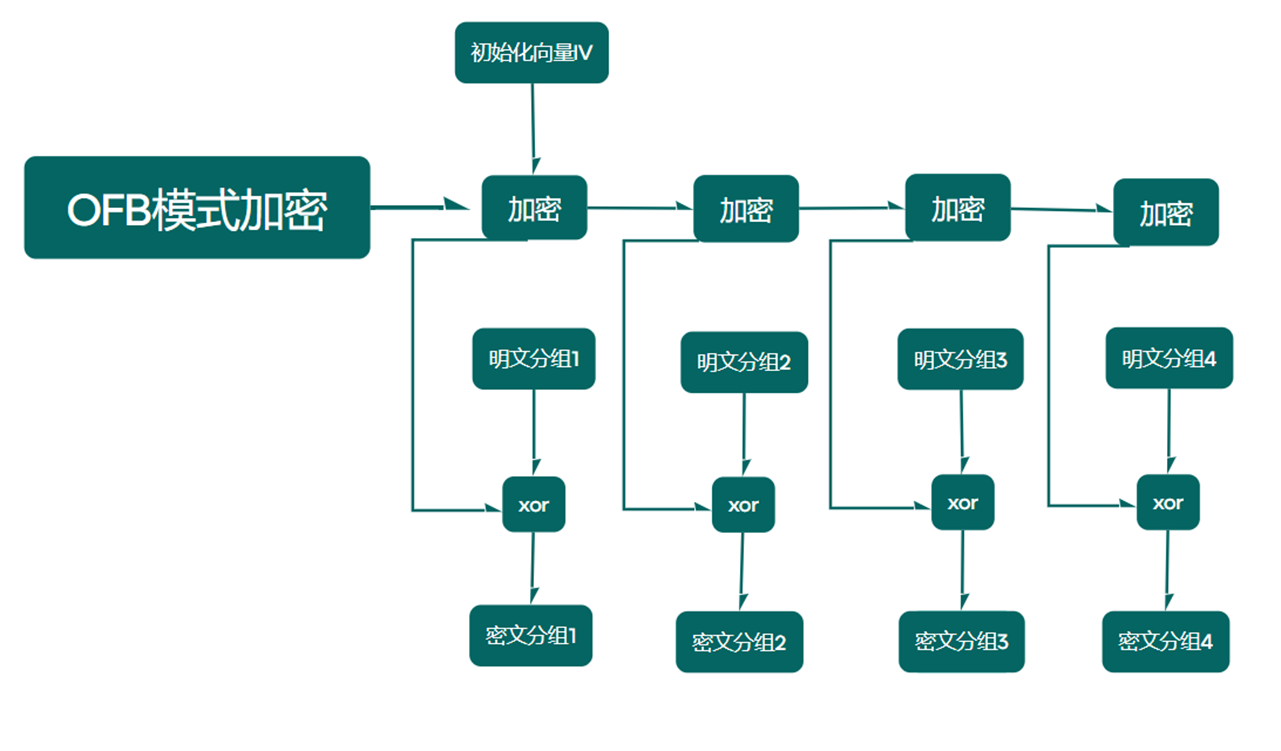 初始化向量IV
OFB模式加密
加密
加密
加密
加密
明文分组1
明文分组2
明文分组3
明文分组4
xor
xor
xor
xor
密文分组1
密文分组2
密文分组3
密文分组4